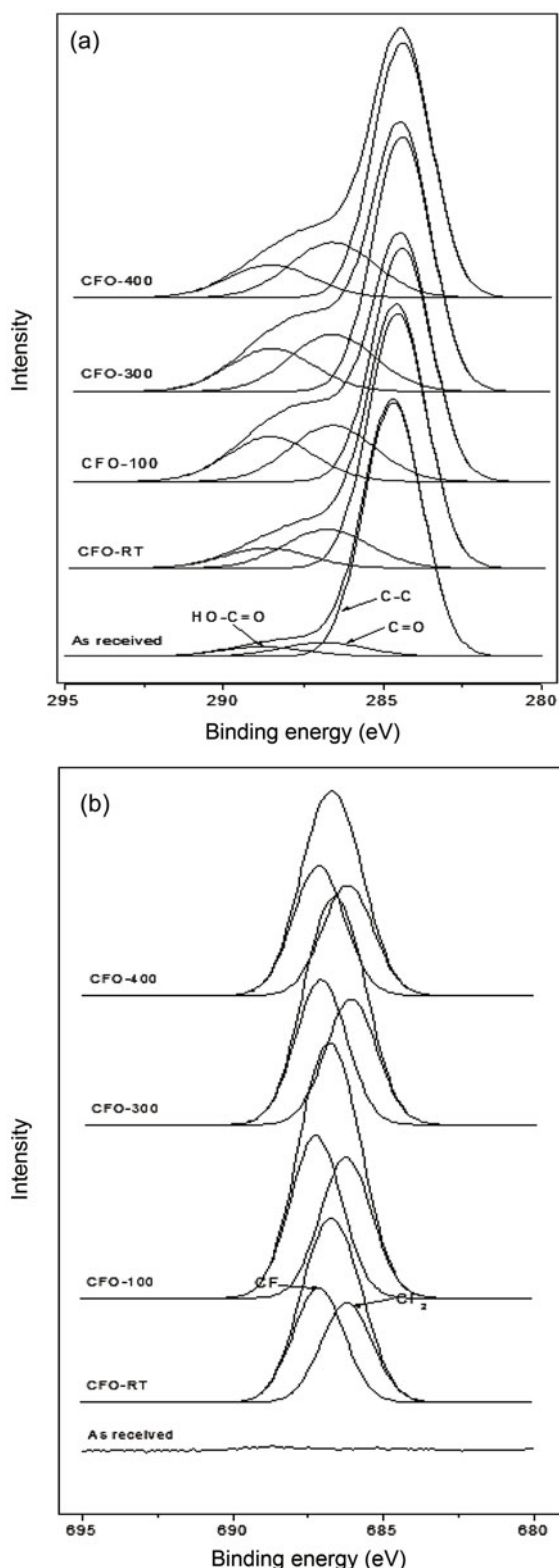 (a)
Intensity
CFO-400
CFO-300
CFO-100
CFO-RT
C-C
HO-C=O
C=O
As received
295 290 285 280
Binding energy (eV)
(b)
Intensity
CFO-400
CFO-300
CFO-100
CF
CF₂
CFO-RT
As received
695 690 685 680
Binding energy (eV)